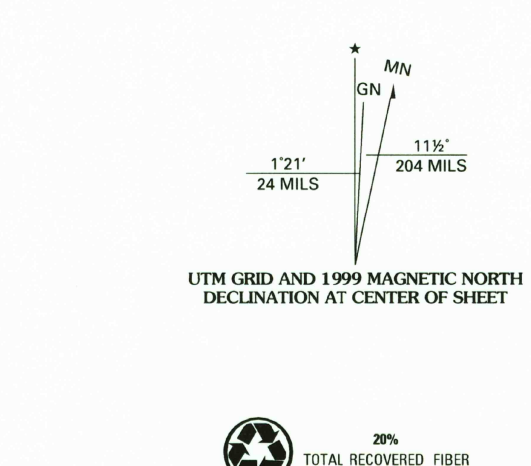 ★
MN
GN
1°21′
24 MILS
11½°
204 MILS
UTM GRID AND 1999 MAGNETIC NORTH
DECLINATION AT CENTER OF SHEET
20%
TOTAL RECOVERED FIBER